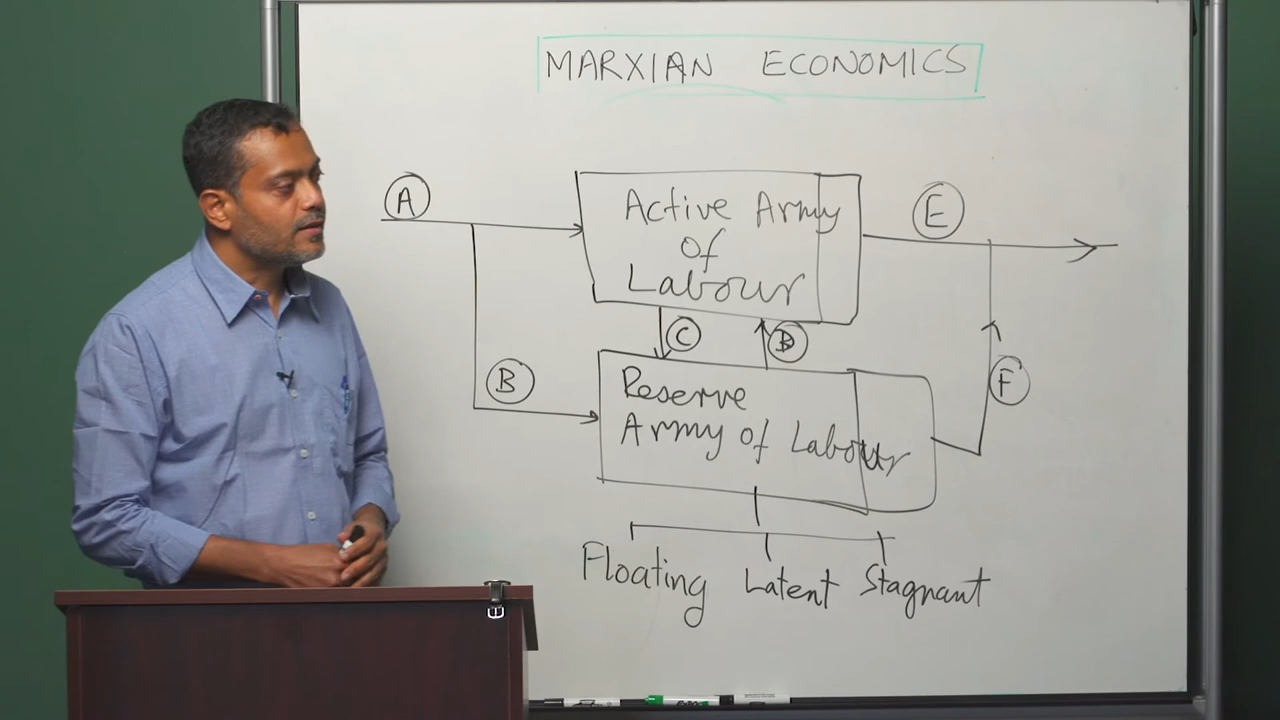 MARXIAN ECONOMICS
A
Active Army
of
Labour
E
C
D
B
Reserve
Army of Labour
F
Floating Latent Stagnant